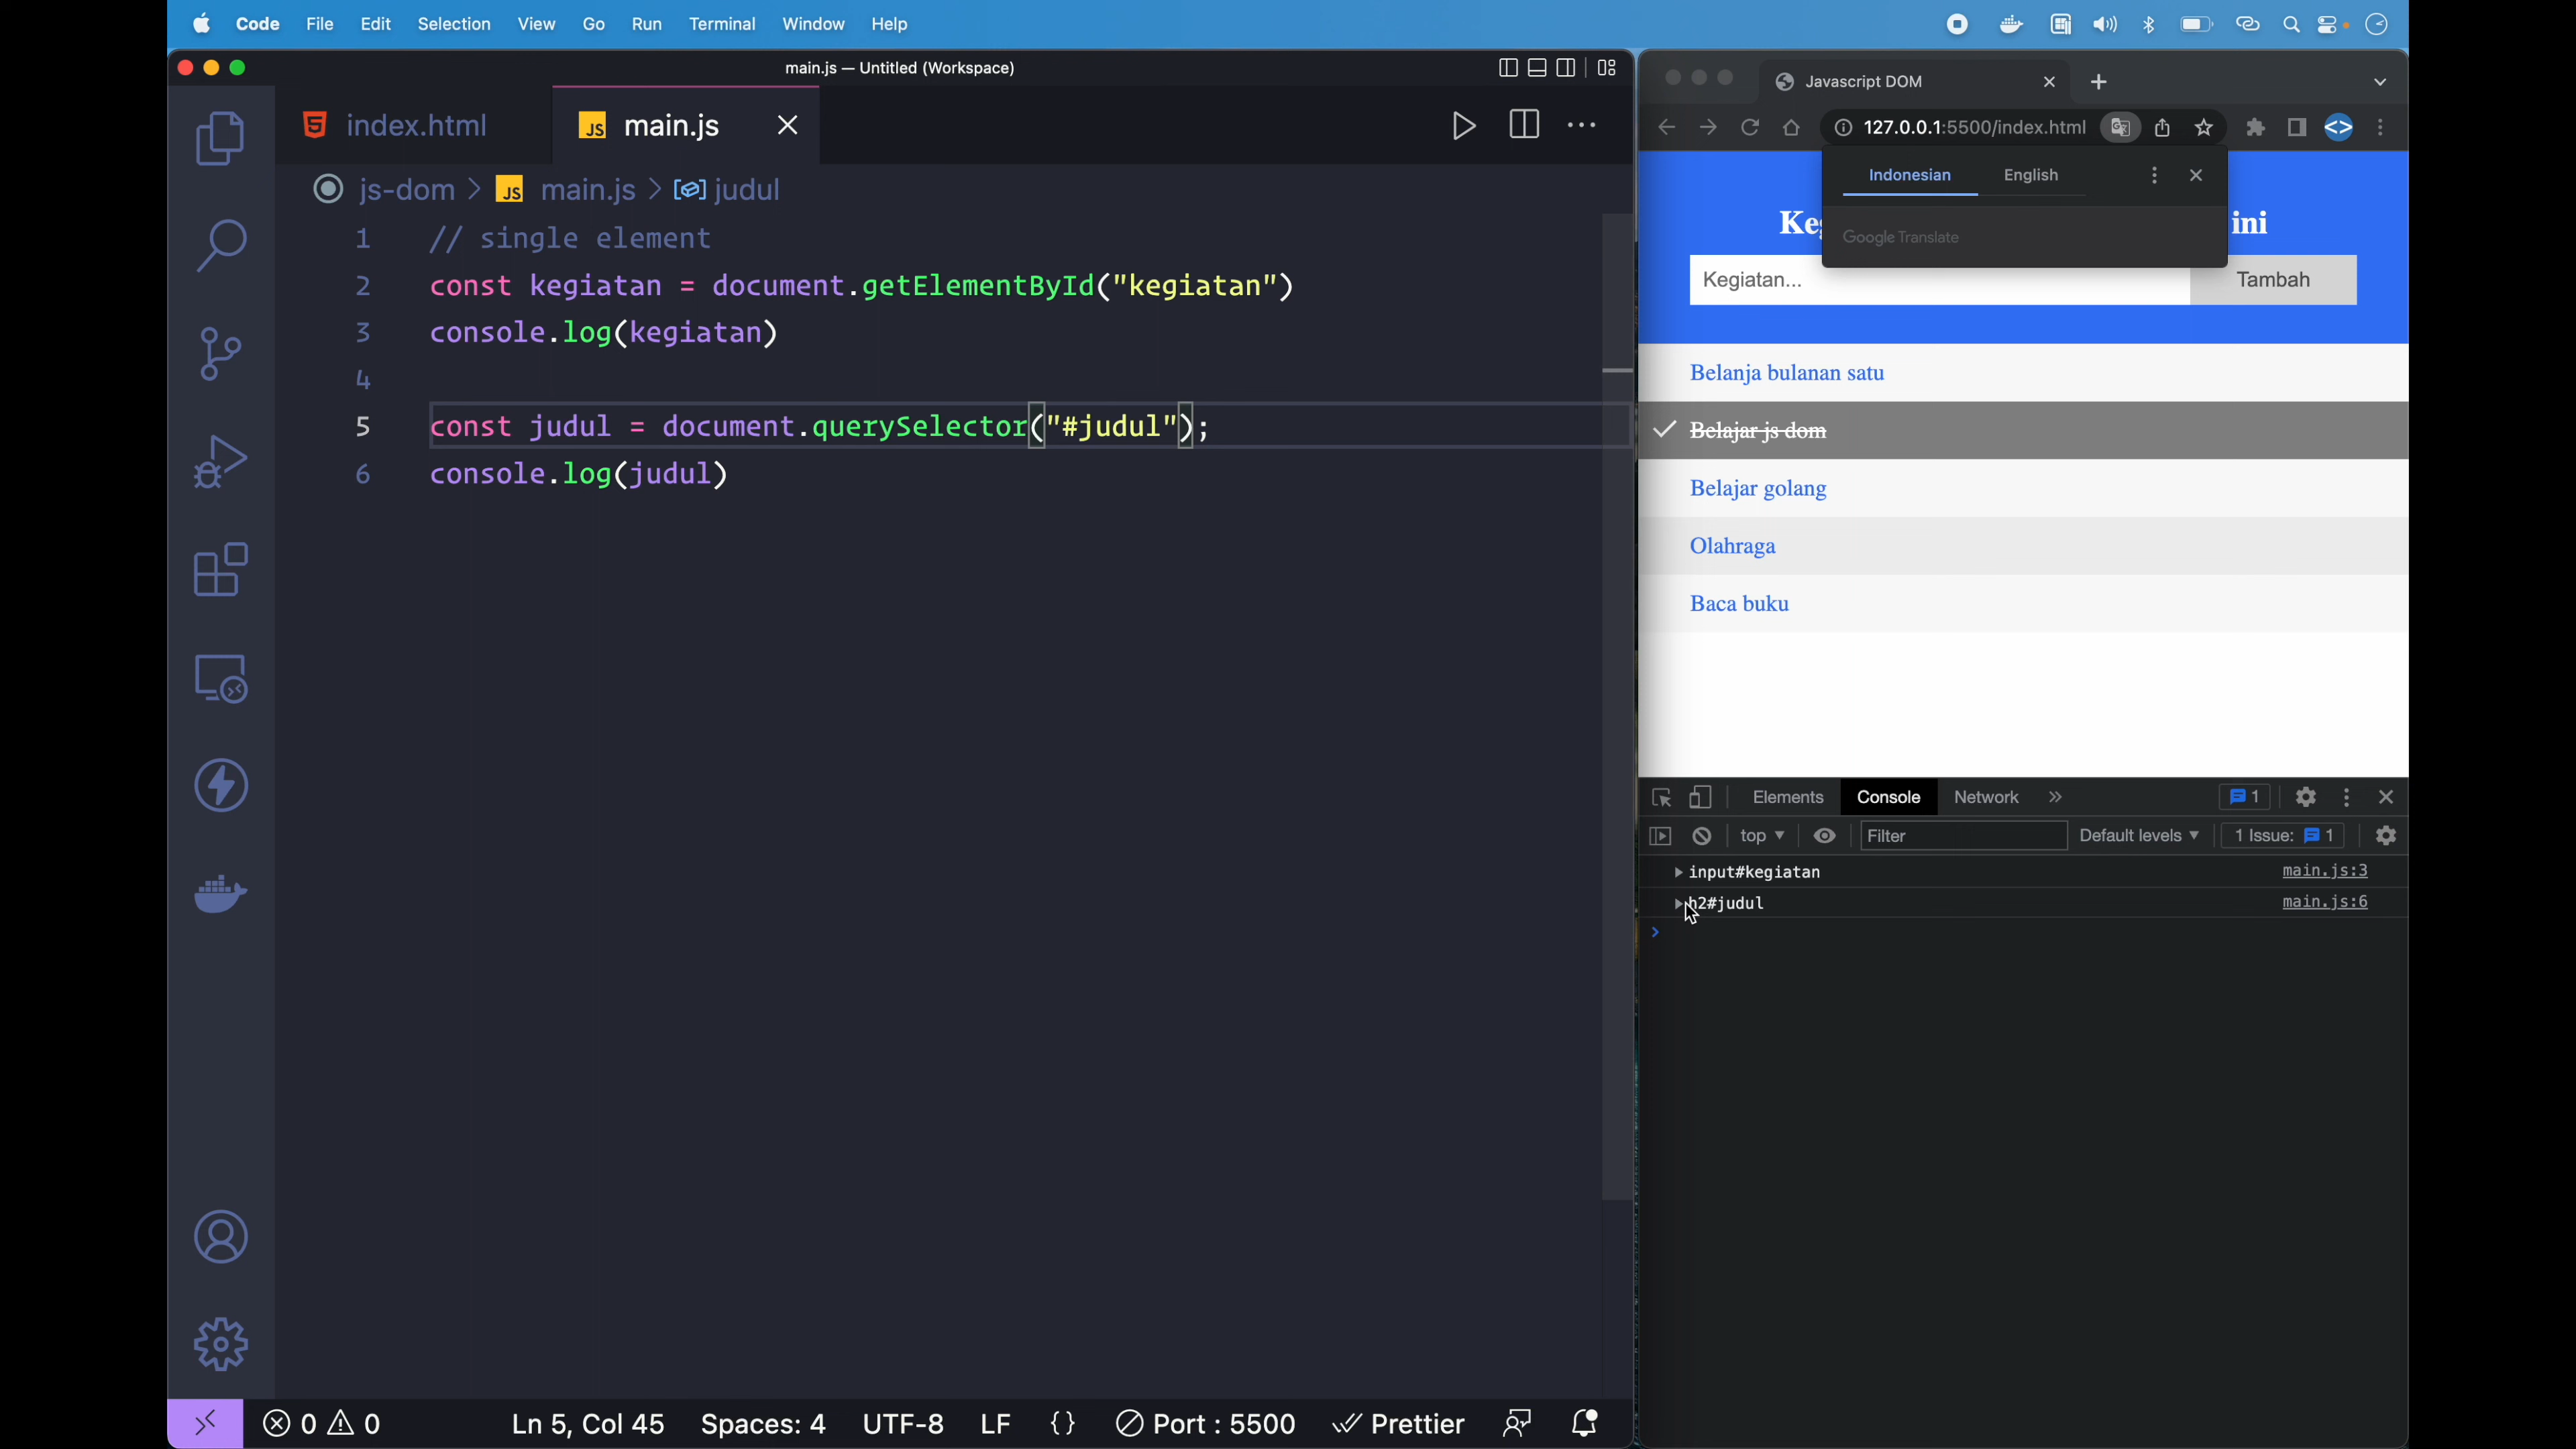 Code File Edit Selection View Go Run Terminal Window Help
main.js — Untitled (Workspace)
index.html
JS main.js
js-dom > JS main.js > judul
1 // single element
2 const kegiatan = document.getElementById("kegiatan")
3 console.log(kegiatan)
4
5 const judul = document.querySelector("#judul");
6 console.log(judul)
0 0 Ln 5, Col 45 Spaces: 4 UTF-8 LF {} Port : 5500 Prettier
Javascript DOM
127.0.0.1:5500/index.html
Indonesian English
Google Translate
ini
Kegiatan... Tambah
Belanja bulanan satu
Belajar js dom
Belajar golang
Olahraga
Baca buku
Elements Console Network » 1
top Filter Default levels 1 Issue: 1
input#kegiatan main.js:3
h2#judul main.js:6